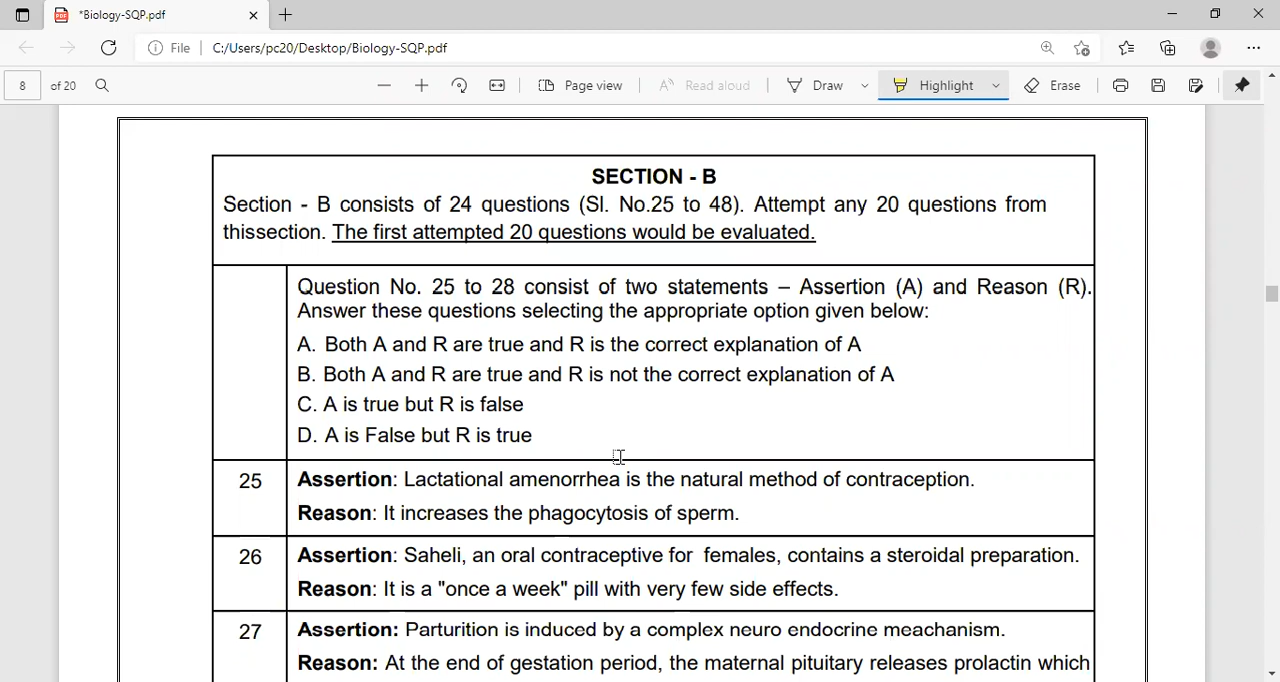 *Biology-SQP.pdf
File C:/Users/pc20/Desktop/Biology-SQP.pdf
8 of 20 Page view Read aloud Draw Highlight Erase
SECTION - B
Section - B consists of 24 questions (Sl. No.25 to 48). Attempt any 20 questions from
thissection. The first attempted 20 questions would be evaluated.
Question No. 25 to 28 consist of two statements – Assertion (A) and Reason (R).
Answer these questions selecting the appropriate option given below:
A. Both A and R are true and R is the correct explanation of A
B. Both A and R are true and R is not the correct explanation of A
C. A is true but R is false
D. A is False but R is true
25 Assertion: Lactational amenorrhea is the natural method of contraception.
Reason: It increases the phagocytosis of sperm.
26 Assertion: Saheli, an oral contraceptive for females, contains a steroidal preparation.
Reason: It is a "once a week" pill with very few side effects.
27 Assertion: Parturition is induced by a complex neuro endocrine meachanism.
Reason: At the end of gestation period, the maternal pituitary releases prolactin which